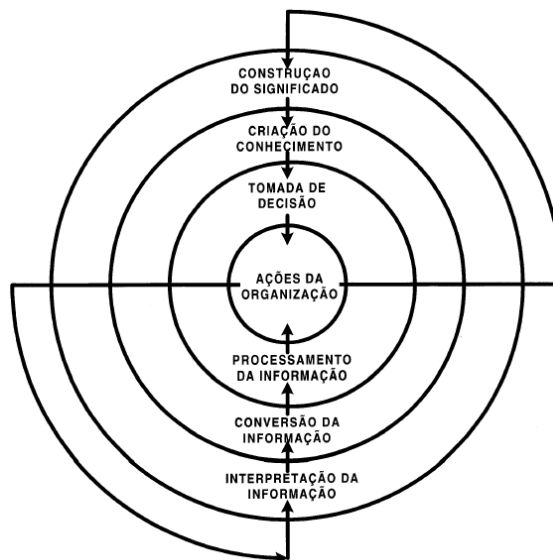 CONSTRUÇAO
DO SIGNIFICADO
CRIAÇÃO DO
CONHECIMENTO
TOMADA DE
DECISÃO
AÇÕES DA
ORGANIZAÇÃO
PROCESSAMENTO
DA INFORMAÇÃO
CONVERSÃO DA
INFORMAÇÃO
INTERPRETAÇÃO DA
INFORMAÇÃO